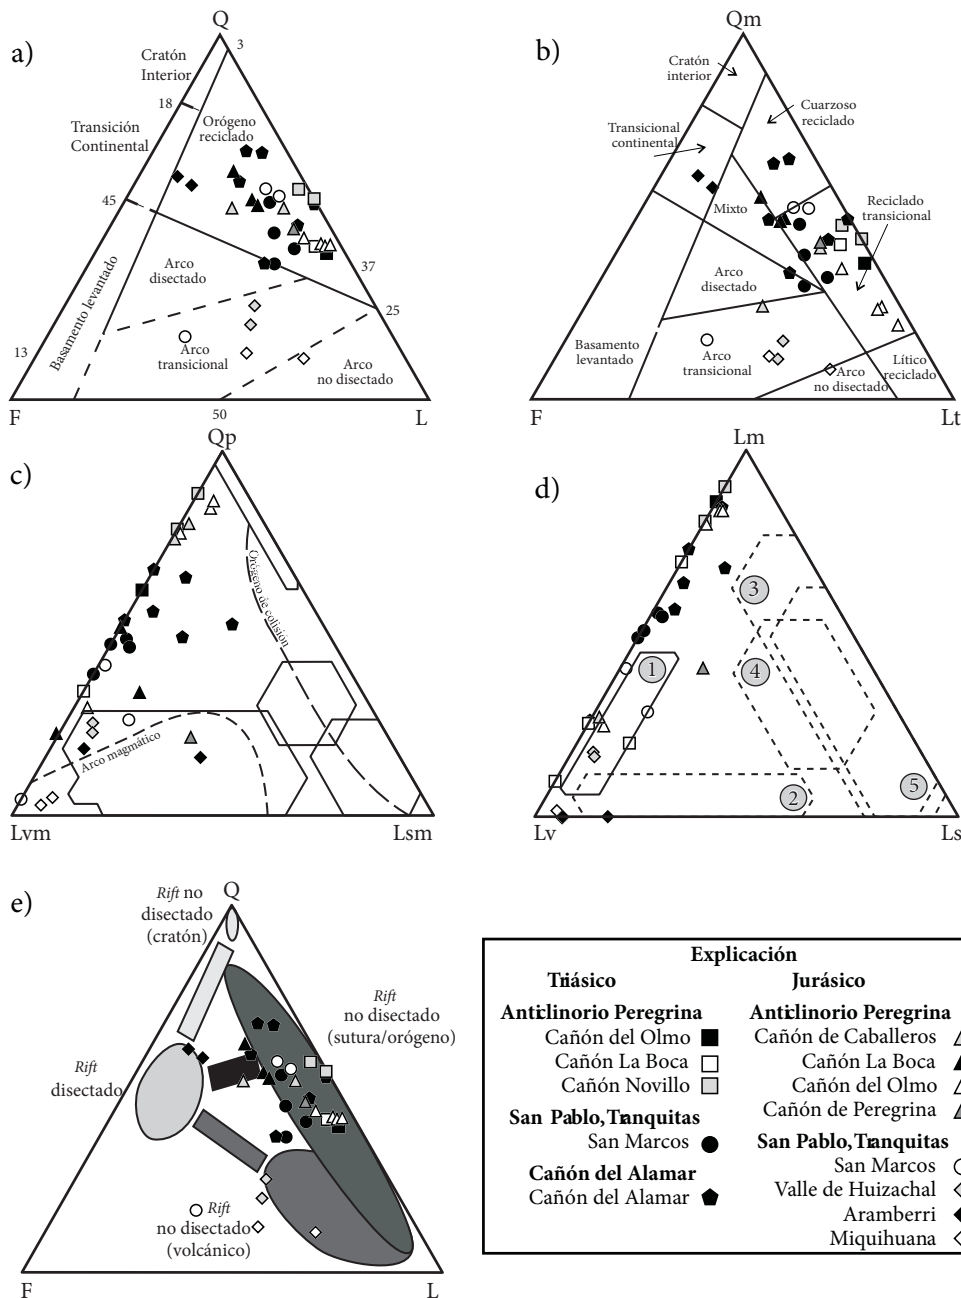 a)
Q
3
Cratón
Interior
18
Transición
Continental
Orógeno
reciclado
45
Arco
disectado
37
25
Basamento levantado
13
Arco
transicional
Arco
no disectado
F
50
L
b)
Qm
Cratón
interior
Cuarzoso
reciclado
Transicional
continental
Mixto
Reciclado
transicional
Arco
disectado
Basamento
levantado
Arco
transicional
Arco
no disectado
Lítico
reciclado
F
Lt
c)
Qp
Orógeno de colisión
Arco magmático
Lvm
Lsm
d)
Lm
3
1
4
2
5
Lv
Ls
e)
Q
Rift no
disectado
(cratón)
Rift
no disectado
(sutura/orógeno)
Rift
disectado
Rift
no disectado
(volcánico)
F
L
Explicación
Triásico
Anticlinorio Peregrina
Cañón del Olmo
Cañón La Boca
Cañón Novillo
San Pablo, Tranquitas
San Marcos
Cañón del Alamar
Cañón del Alamar
Jurásico
Anticlinorio Peregrina
Cañón de Caballeros
Cañón La Boca
Cañón del Olmo
Cañón de Peregrina
San Pablo, Tranquitas
San Marcos
Valle de Huizachal
Aramberri
Miquihuana